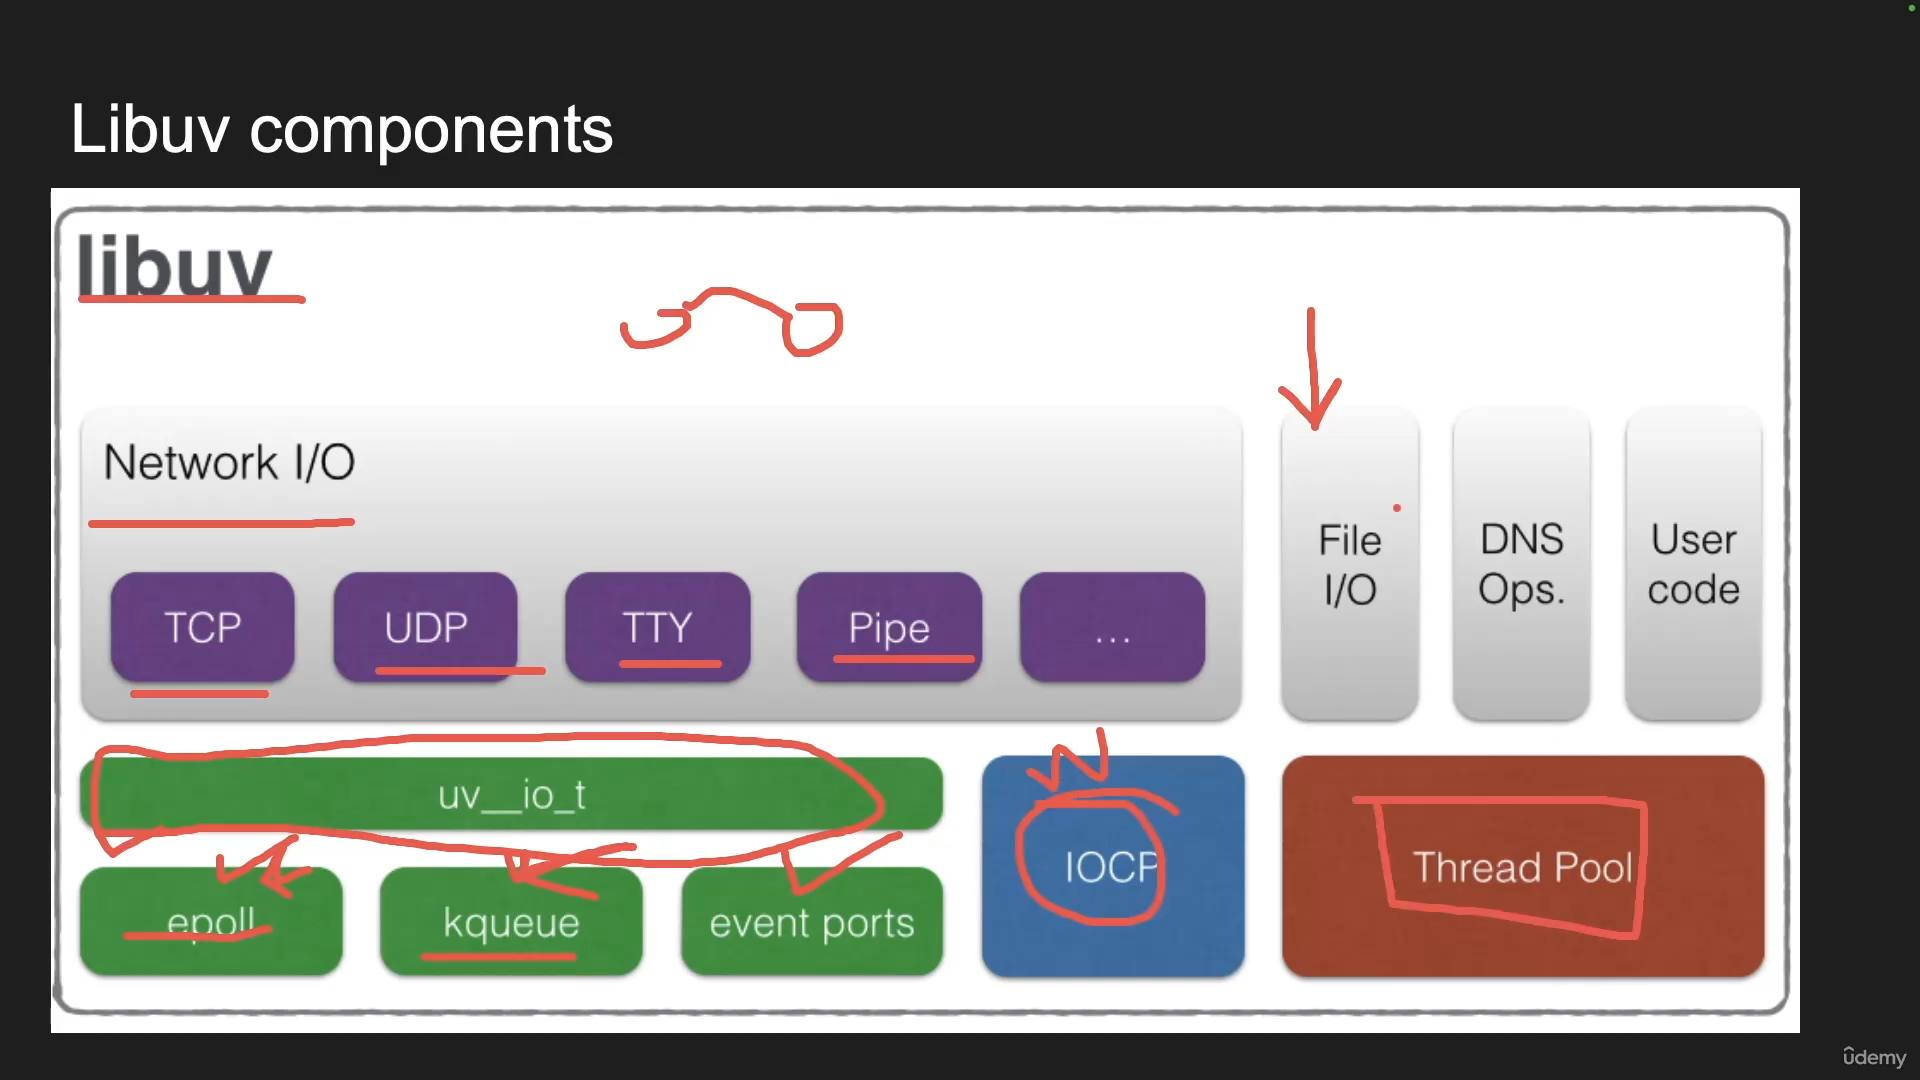 Libuv components
libuv
Network I/O
TCP
UDP
TTY
Pipe
...
File
I/O
DNS
Ops.
User
code
uv__io_t
epoll
kqueue
event ports
IOCP
Thread Pool
ûdemy